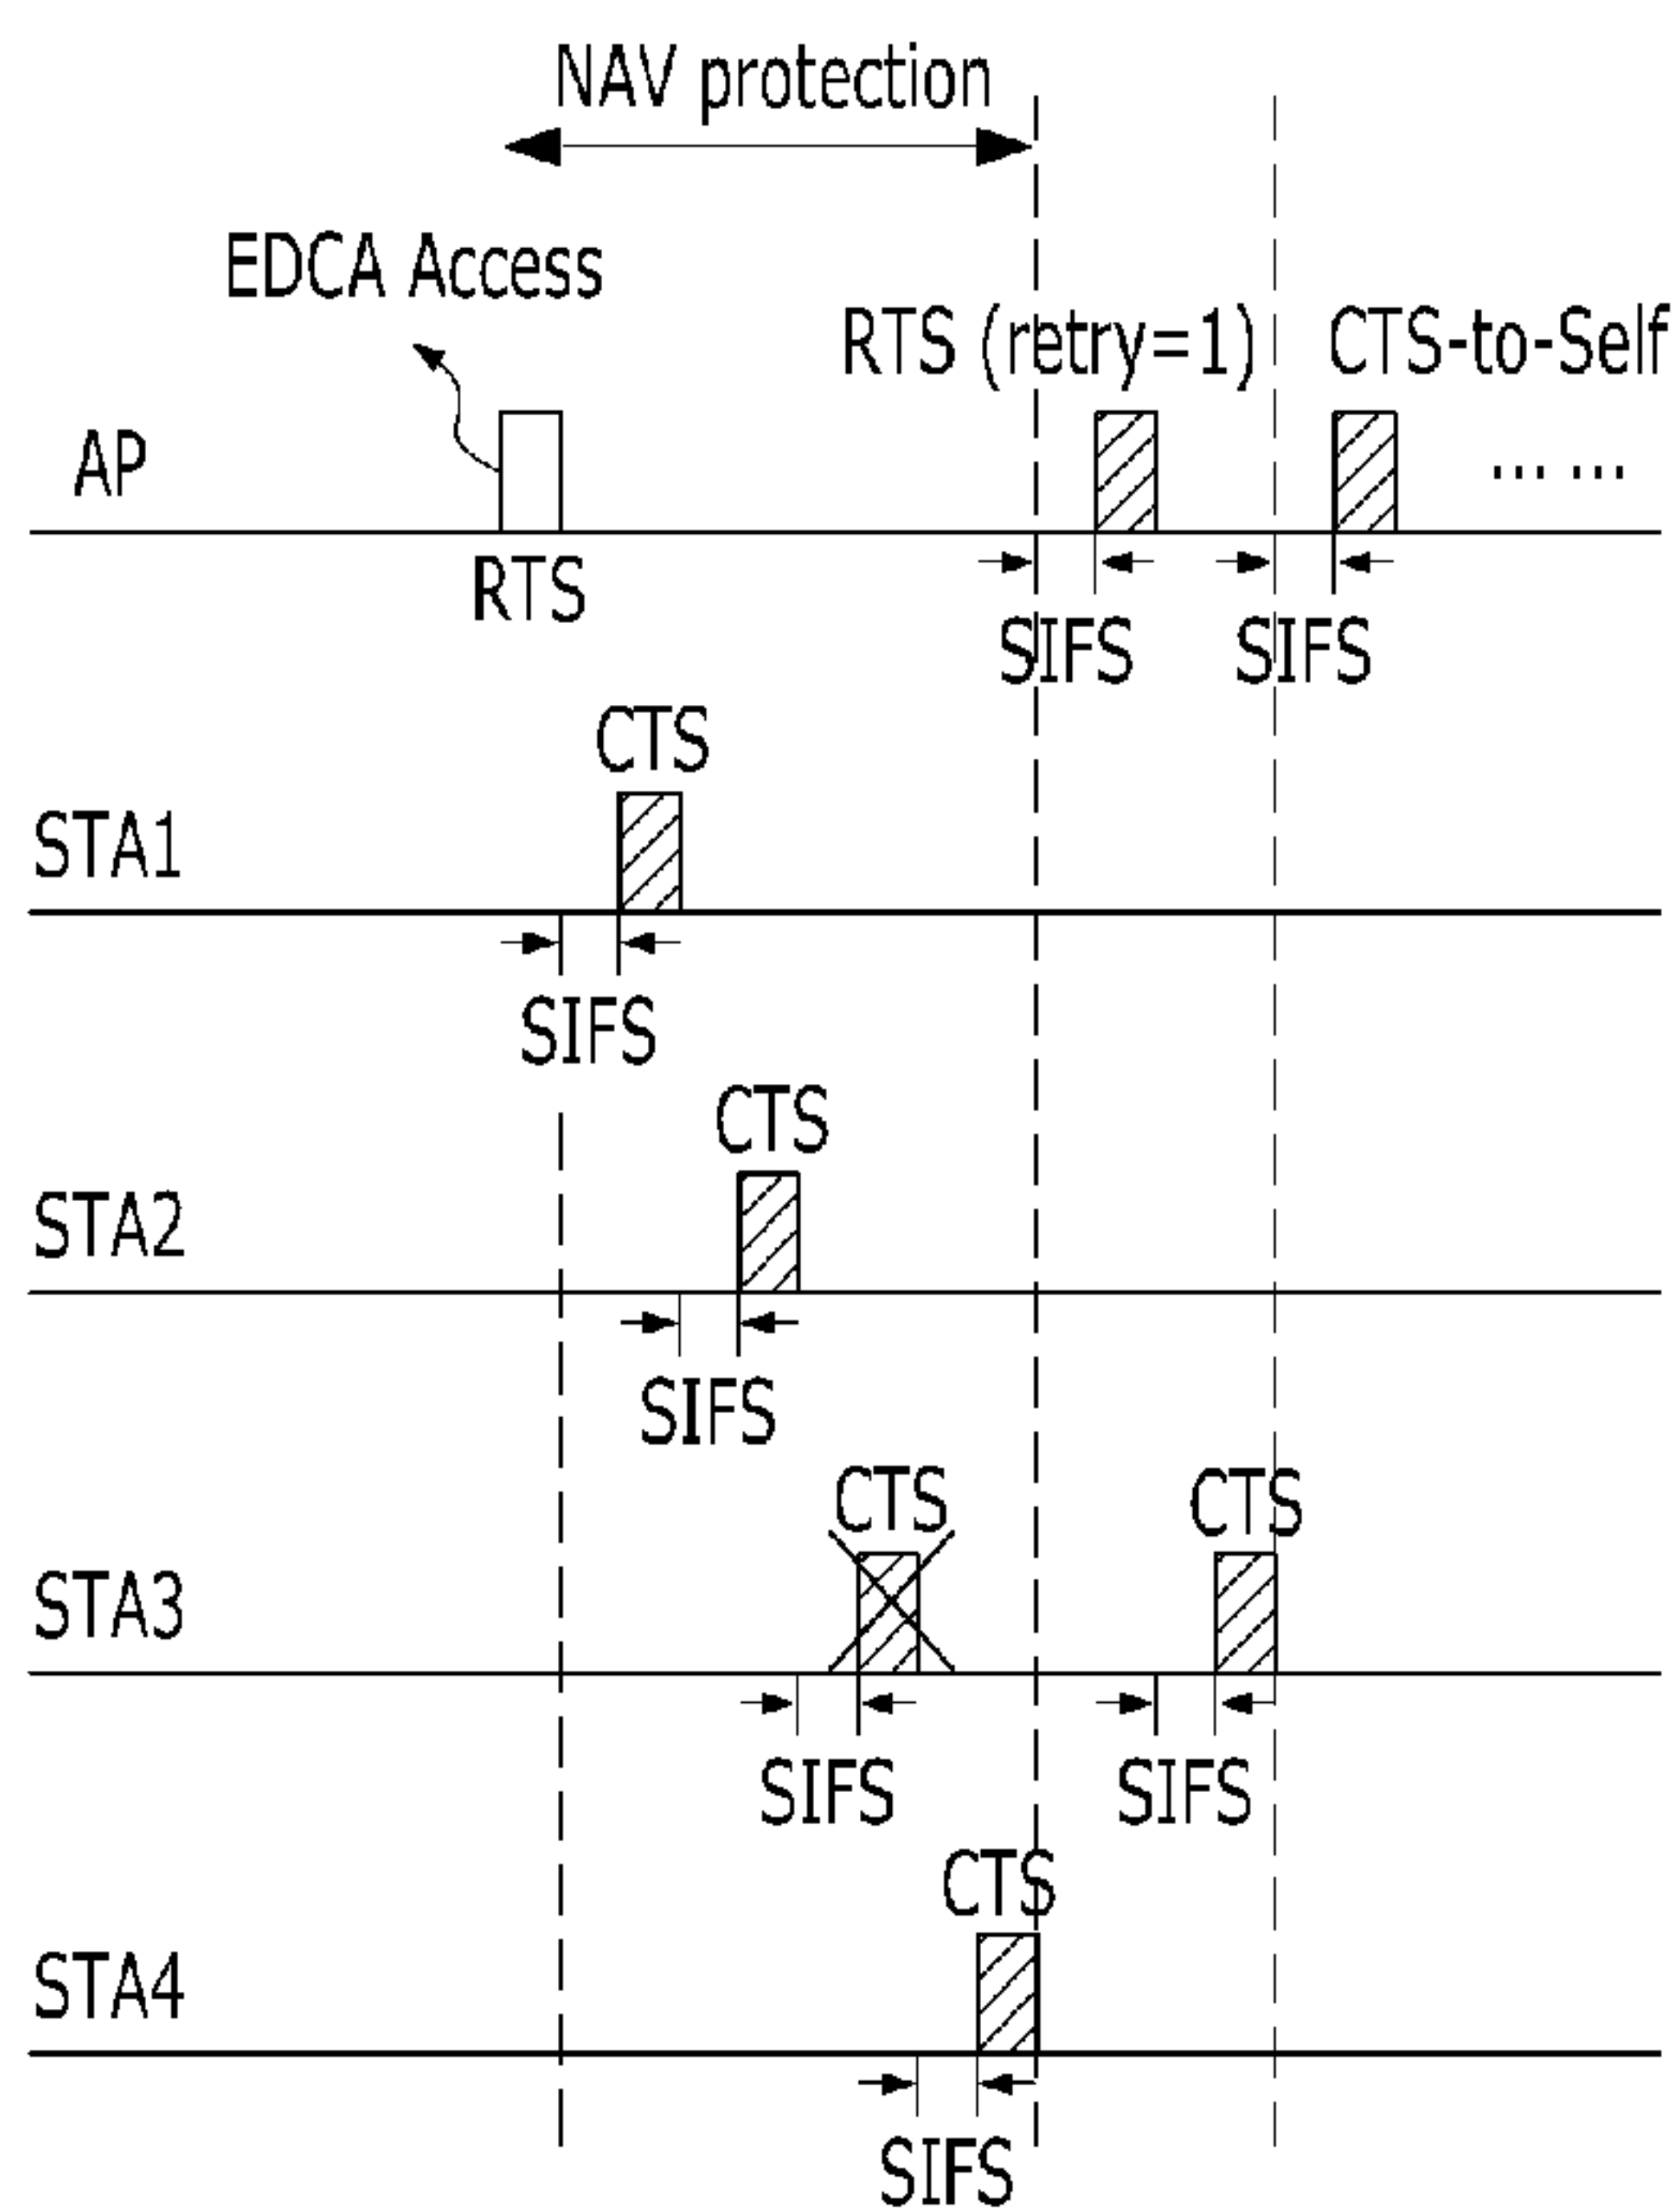 NAV protection
EDCA Access
RTS (retry=1) CTS-to-Self
AP ... ...
RTS
SIFS SIFS
CTS
STA1
SIFS
CTS
STA2
SIFS
CTS CTS
STA3
SIFS SIFS
CTS
STA4
SIFS